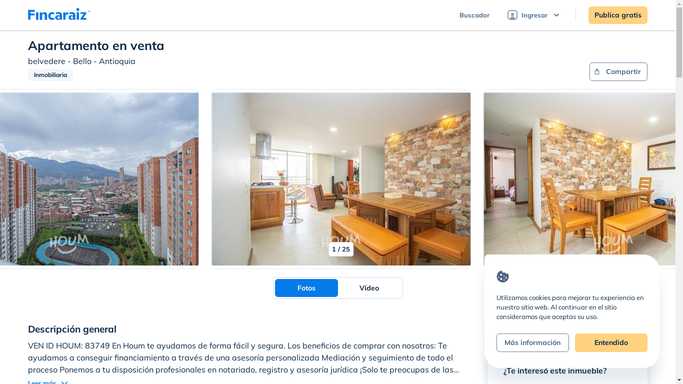 Fincaraiz
Buscador
Ingresar
Publica gratis
Apartamento en venta
belvedere - Bello - Antioquia
Inmobiliaria
Compartir
HOUM
HOUM
HOUM
1 / 25
Fotos
Video
Descripción general
VEN ID HOUM: 83749 En Houm te ayudamos de forma fácil y segura. Los beneficios de comprar con nosotros: Te
ayudamos a conseguir financiamiento a través de una asesoría personalizada Mediación y seguimiento de todo el
proceso Ponemos a tu disposición profesionales en notariado, registro y asesoría jurídica ¡Solo te preocupas de las...
Leer más
Utilizamos cookies para mejorar tu experiencia en
nuestro sitio web. Al continuar en el sitio
consideramos que aceptas su uso.
Más información
Entendido
¿Te interesó este inmueble?